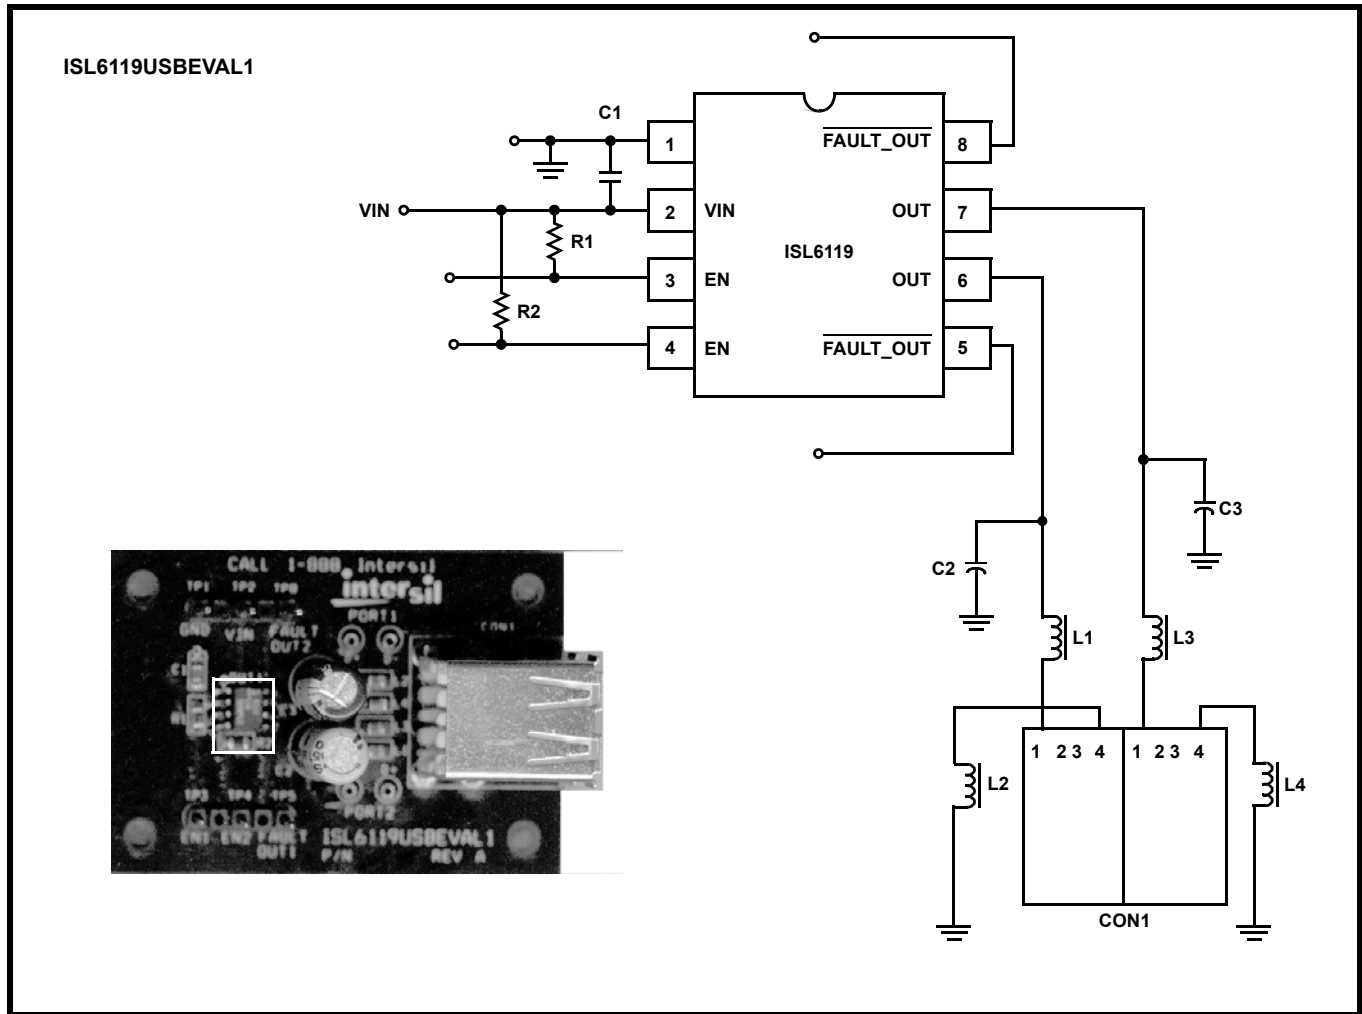 ISL6119USBEVAL1
C1
1
FAULT_OUT
8
VIN
2
VIN
OUT
7
R1
ISL6119
3
EN
OUT
6
R2
4
EN
FAULT_OUT
5
C3
C2
L1
L3
1 2 3 4 1 2 3 4
L2
L4
CON1
CALL 1-888 Intersil
intersil
TP1 TP2
PORT1
CON1
GND VIN FAULT
OUT2
C1
TP3 TP4 TP5
PORT2
EN1 EN2 FAULT
OUT1
ISL6119USBEVAL1
P/N REV A